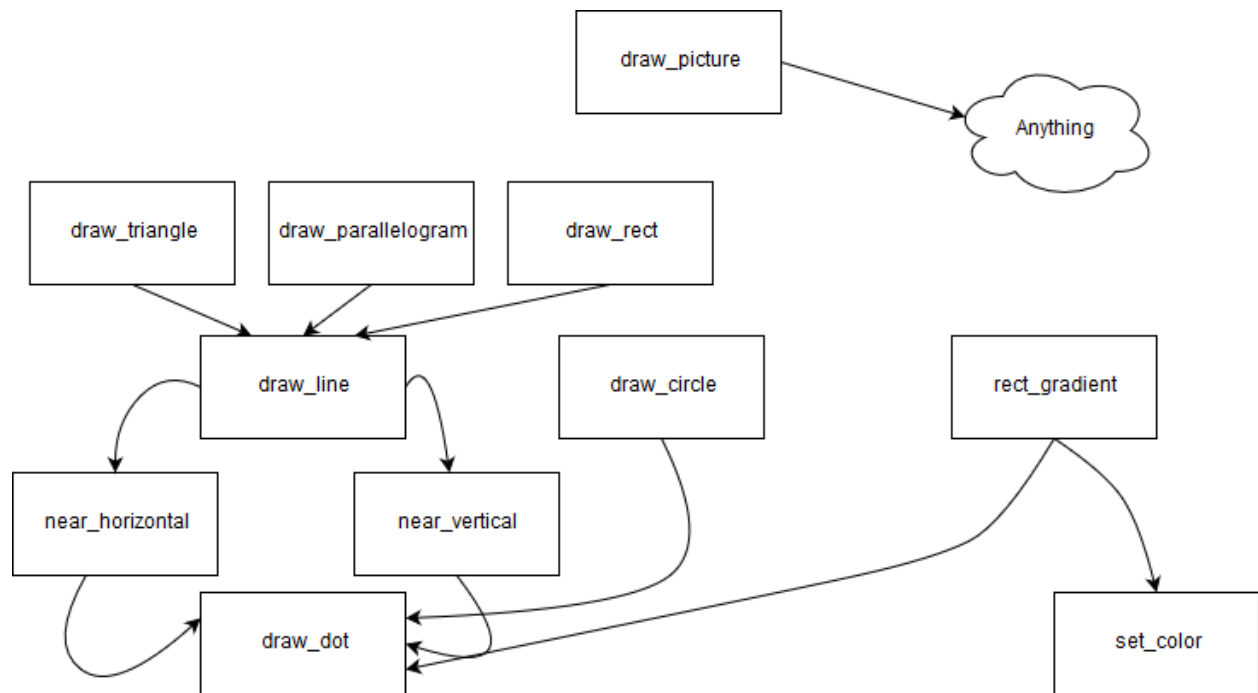 draw_picture
Anything
draw_triangle
draw_parallelogram
draw_rect
draw_line
draw_circle
rect_gradient
near_horizontal
near_vertical
draw_dot
set_color